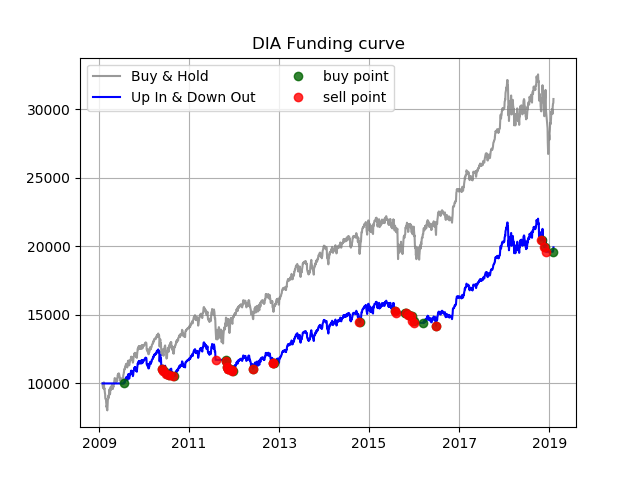 DIA Funding curve
Buy & Hold
Up In & Down Out
buy point
sell point
30000
25000
20000
15000
10000
2009
2011
2013
2015
2017
2019